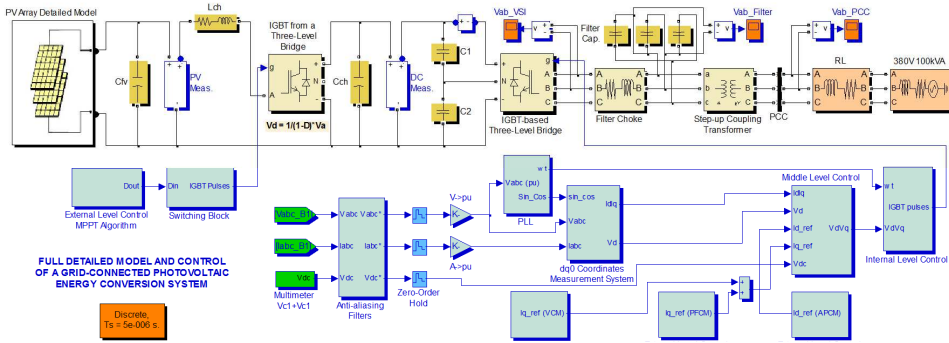 PV Array Detailed Model
Lch
IGBT from a
Three-Level
Bridge
Vab_VSI
Filter
Cap.
Vab_Filter
Vab_PCC
Cfv
PV
Meas.
g
A
+
N
-
Vd = 1/(1-D)*Va
Cch
DC
Meas.
C1
C2
+
N
-
g
A
B
C
IGBT-based
Three-Level Bridge
A
B
C
A
B
C
Filter Choke
a
b
c
A
B
C
Step-up Coupling
Transformer
PCC
RL
A
B
C
A
B
C
380V 100kVA
A
B
C
Dout
External Level Control
MPPT Algorithm
Din
IGBT Pulses
Switching Block
Vabc_B1
Iabc_B1
Vdc
Multimeter
Vc1+Vc1
Vabc
Iabc
Vdc
Vabc*
Iabc*
Vdc*
Anti-aliasing
Filters
Zero-Order
Hold
V->pu
K-
K-
A->pu
Vabc (pu)
wt
Sin_Cos
PLL
sin_cos
Vabc
Iabc
Idq
Vd
dq0 Coordinates
Measurement System
Middle Level Control
Idq
Vd
Id_ref
Iq_ref
Vdc
VdVq
wt
VdVq
IGBT pulses
Internal Level Control
Iq_ref (VCM)
Iq_ref (PFCM)
Id_ref (APCM)
FULL DETAILED MODEL AND CONTROL
OF A GRID-CONNECTED PHOTOVOLTAIC
ENERGY CONVERSION SYSTEM
Discrete,
Ts = 5e-006 s.